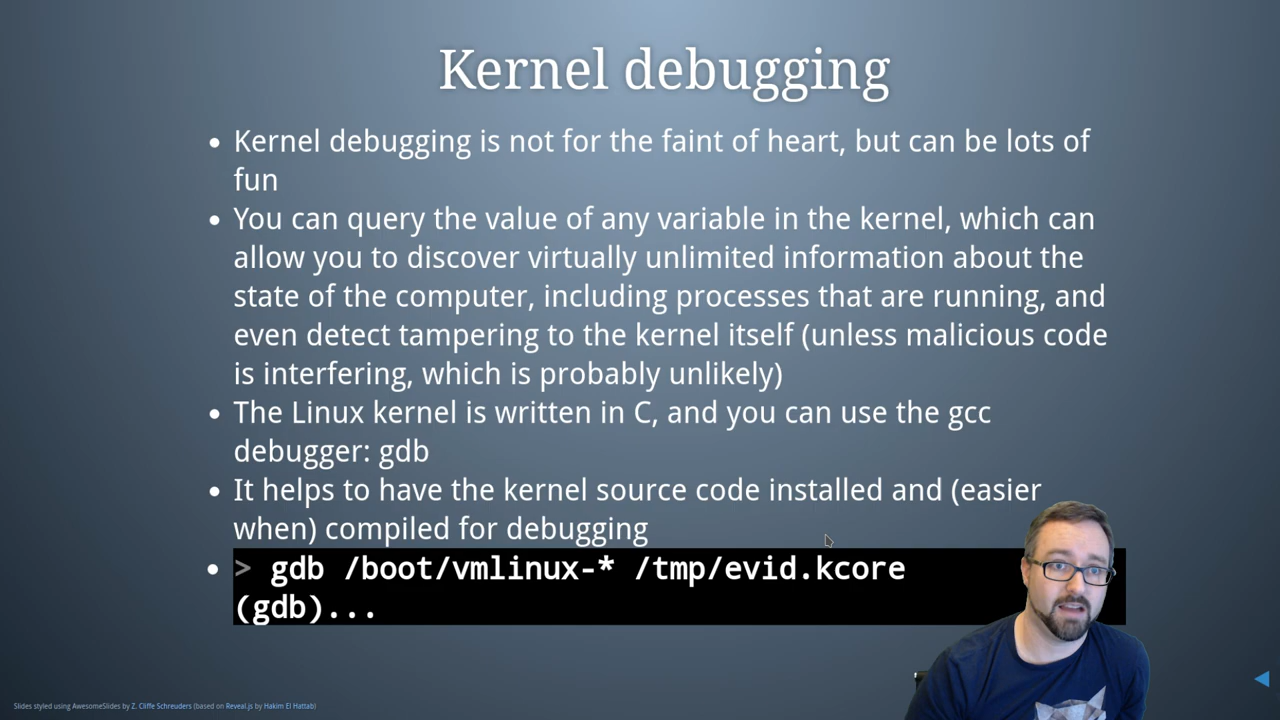 Kernel debugging
Kernel debugging is not for the faint of heart, but can be lots of
fun
You can query the value of any variable in the kernel, which can
allow you to discover virtually unlimited information about the
state of the computer, including processes that are running, and
even detect tampering to the kernel itself (unless malicious code
is interfering, which is probably unlikely)
The Linux kernel is written in C, and you can use the gcc
debugger: gdb
It helps to have the kernel source code installed and (easier
when) compiled for debugging
> gdb /boot/vmlinux-* /tmp/evid.kcore
(gdb)...
Slides styled using AwesomeSlides by Z. Cliffe Schreuders (based on Reveal.js by Hakim El Hattab)